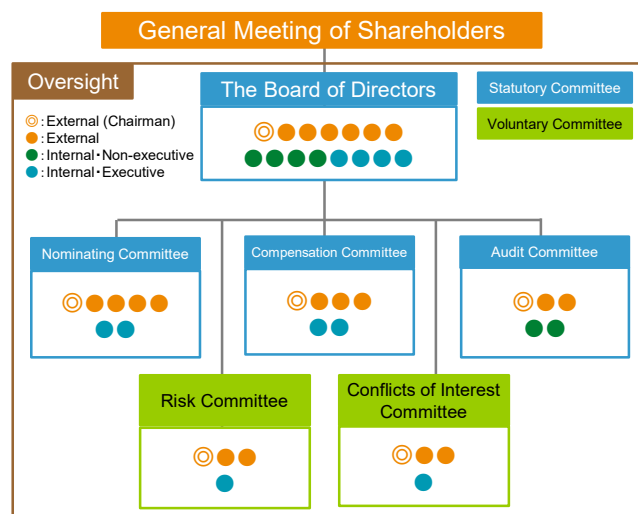 General Meeting of Shareholders
Oversight
The Board of Directors
Statutory Committee
Voluntary Committee
: External (Chairman)
: External
: Internal・Non-executive
: Internal・Executive
Nominating Committee
Compensation Committee
Audit Committee
Risk Committee
Conflicts of Interest
Committee